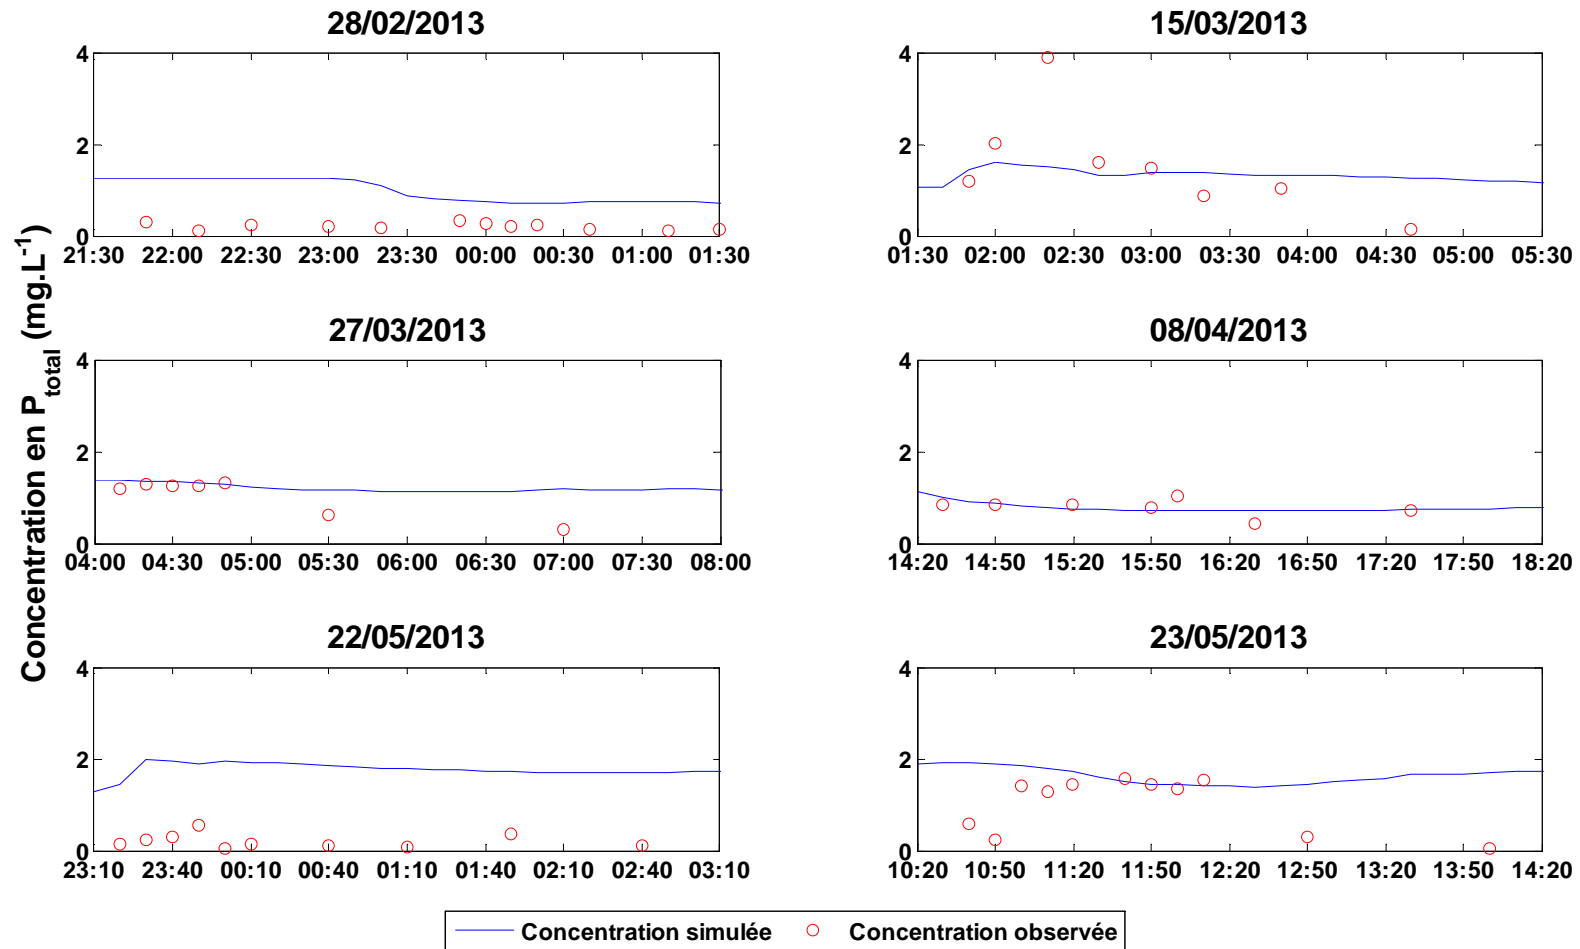 28/02/2013
15/03/2013
4
2
0
21:30 22:00 22:30 23:00 23:30 00:00 00:30 01:00 01:30
4
2
0
01:30 02:00 02:30 03:00 03:30 04:00 04:30 05:00 05:30
Concentration en P_total (mg.L^-1)
27/03/2013
08/04/2013
4
2
0
04:00 04:30 05:00 05:30 06:00 06:30 07:00 07:30 08:00
4
2
0
14:20 14:50 15:20 15:50 16:20 16:50 17:20 17:50 18:20
22/05/2013
23/05/2013
4
2
0
23:10 23:40 00:10 00:40 01:10 01:40 02:10 02:40 03:10
4
2
0
10:20 10:50 11:20 11:50 12:20 12:50 13:20 13:50 14:20
Concentration simulée
Concentration observée